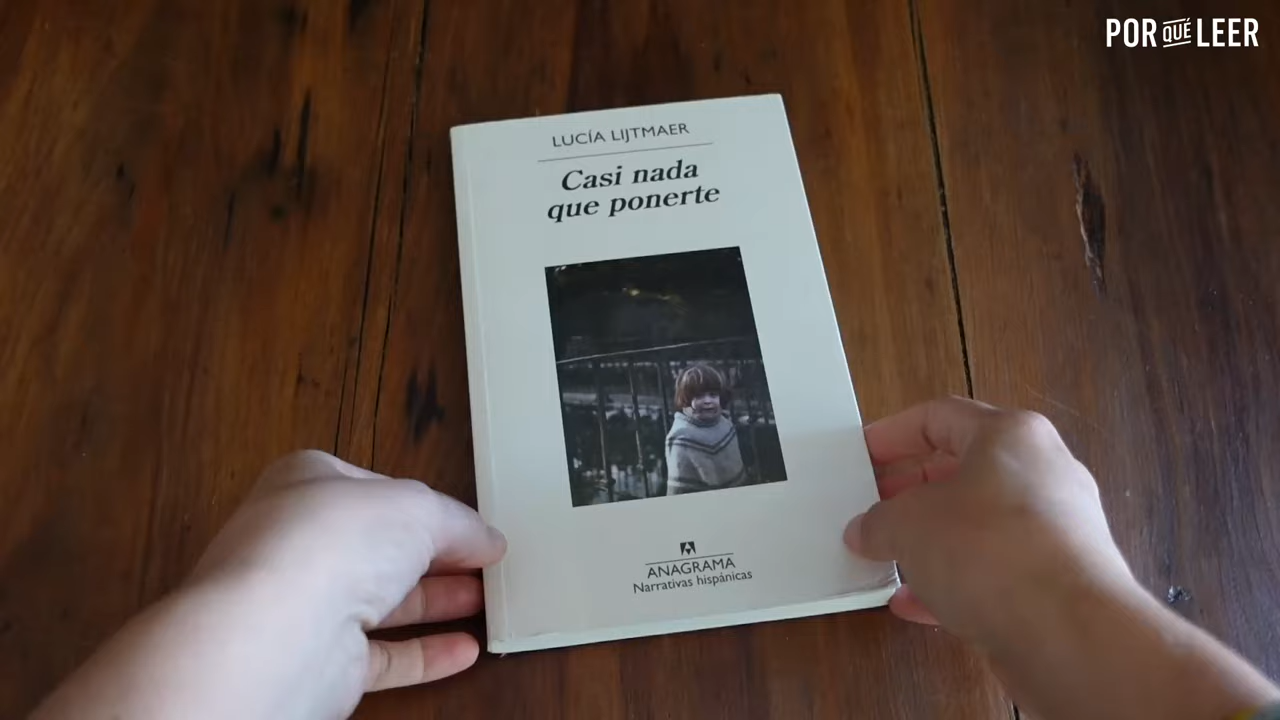 POR QUÉ LEER
LUCÍA LIJTMAER
Casi nada
que ponerte
ANAGRAMA
Narrativas hispánicas